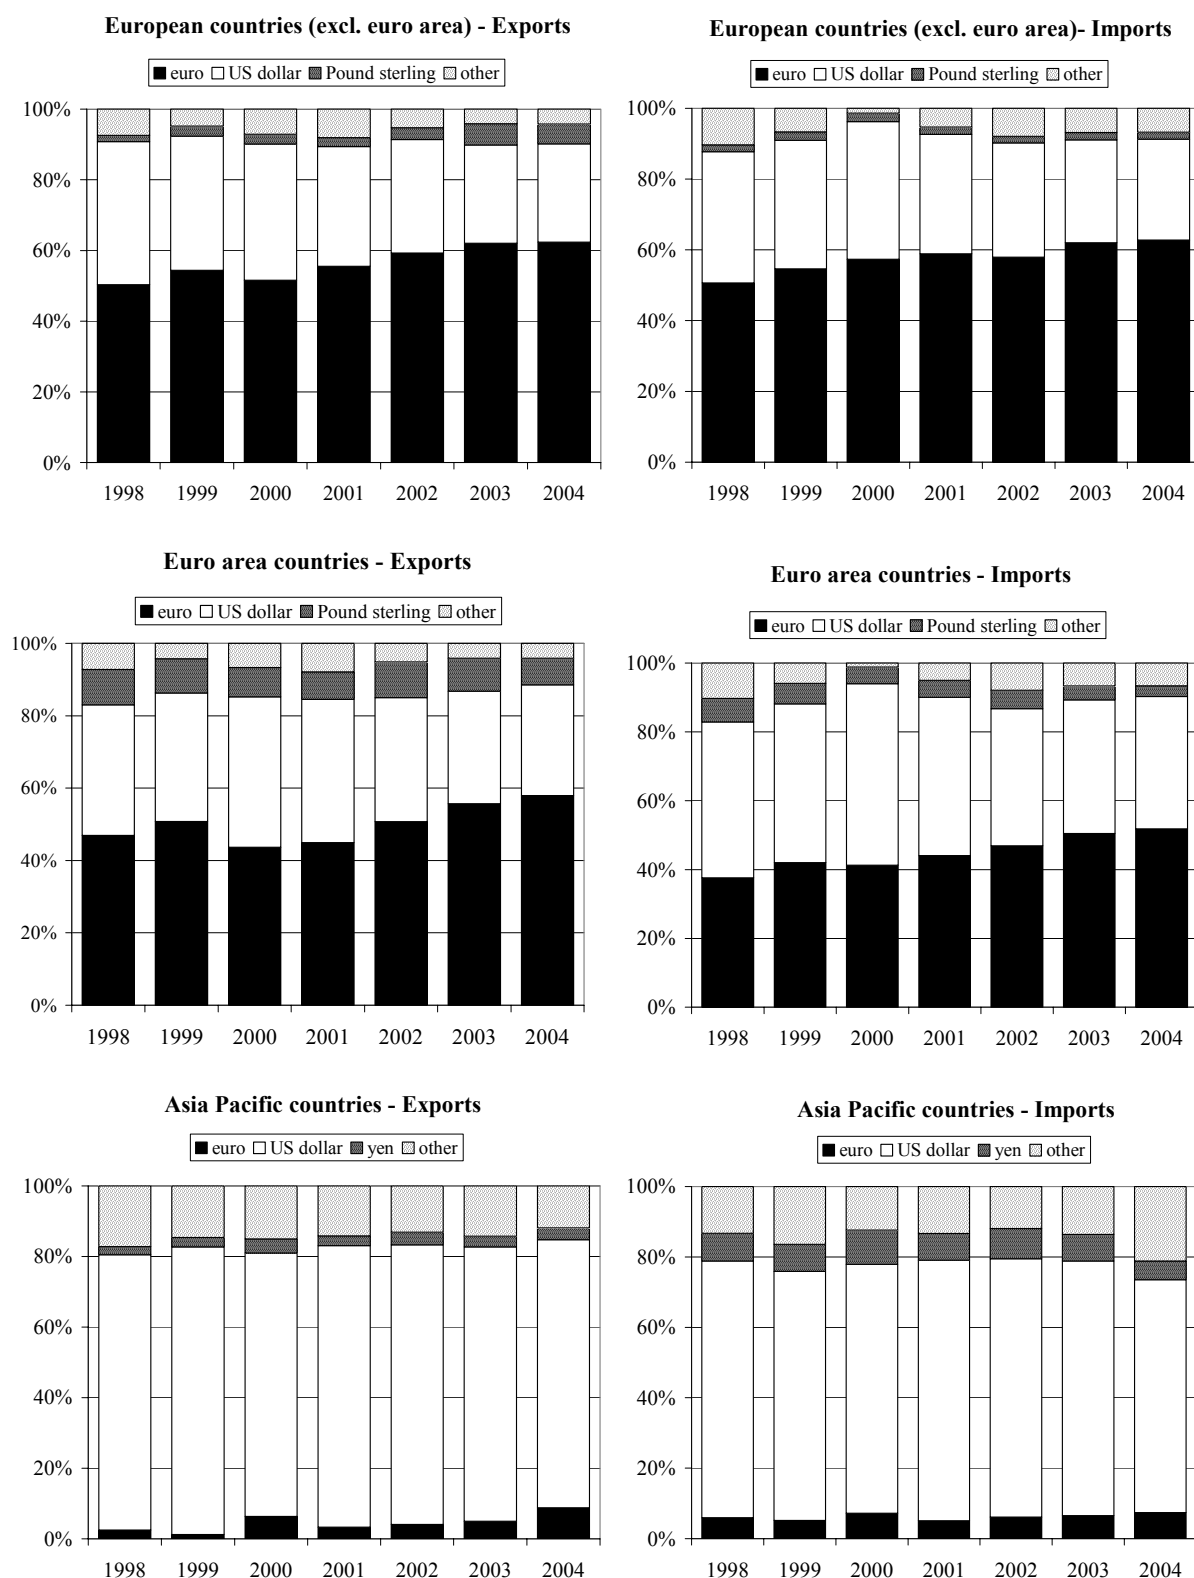 European countries (excl. euro area) - Exports
euro US dollar Pound sterling other
100%
80%
60%
40%
20%
0%
1998 1999 2000 2001 2002 2003 2004
European countries (excl. euro area)- Imports
euro US dollar Pound sterling other
100%
80%
60%
40%
20%
0%
1998 1999 2000 2001 2002 2003 2004
Euro area countries - Exports
euro US dollar Pound sterling other
100%
80%
60%
40%
20%
0%
1998 1999 2000 2001 2002 2003 2004
Euro area countries - Imports
euro US dollar Pound sterling other
100%
80%
60%
40%
20%
0%
1998 1999 2000 2001 2002 2003 2004
Asia Pacific countries - Exports
euro US dollar yen other
100%
80%
60%
40%
20%
0%
1998 1999 2000 2001 2002 2003 2004
Asia Pacific countries - Imports
euro US dollar yen other
100%
80%
60%
40%
20%
0%
1998 1999 2000 2001 2002 2003 2004